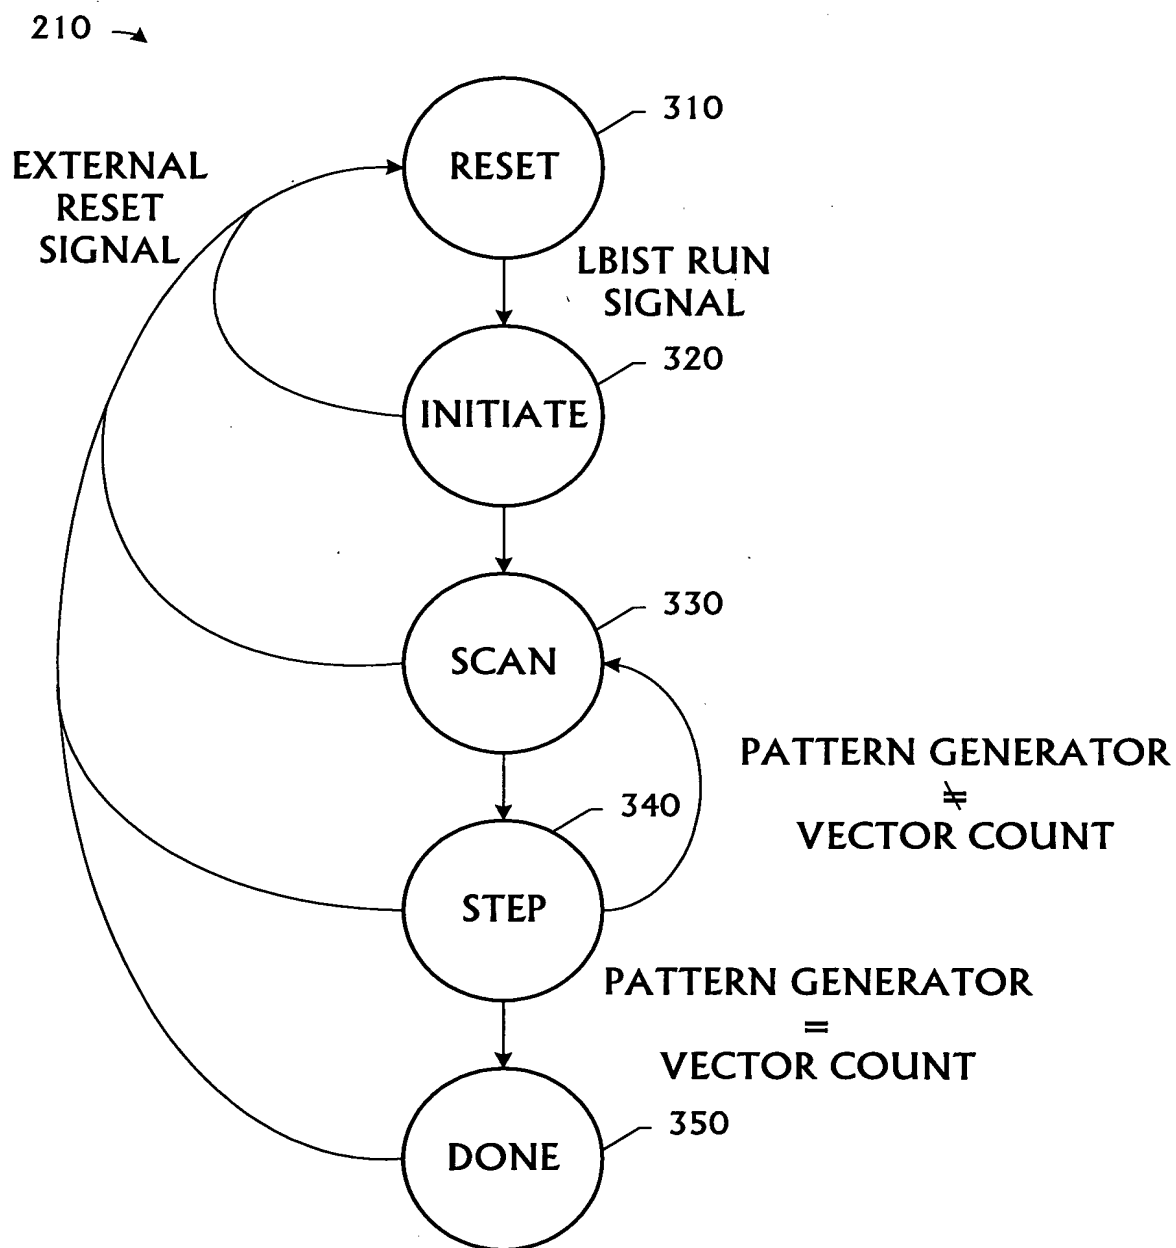 210
310
RESET
EXTERNAL
RESET
SIGNAL
LBIST RUN
SIGNAL
320
INITIATE
330
SCAN
PATTERN GENERATOR
≠
VECTOR COUNT
340
STEP
PATTERN GENERATOR
=
VECTOR COUNT
350
DONE